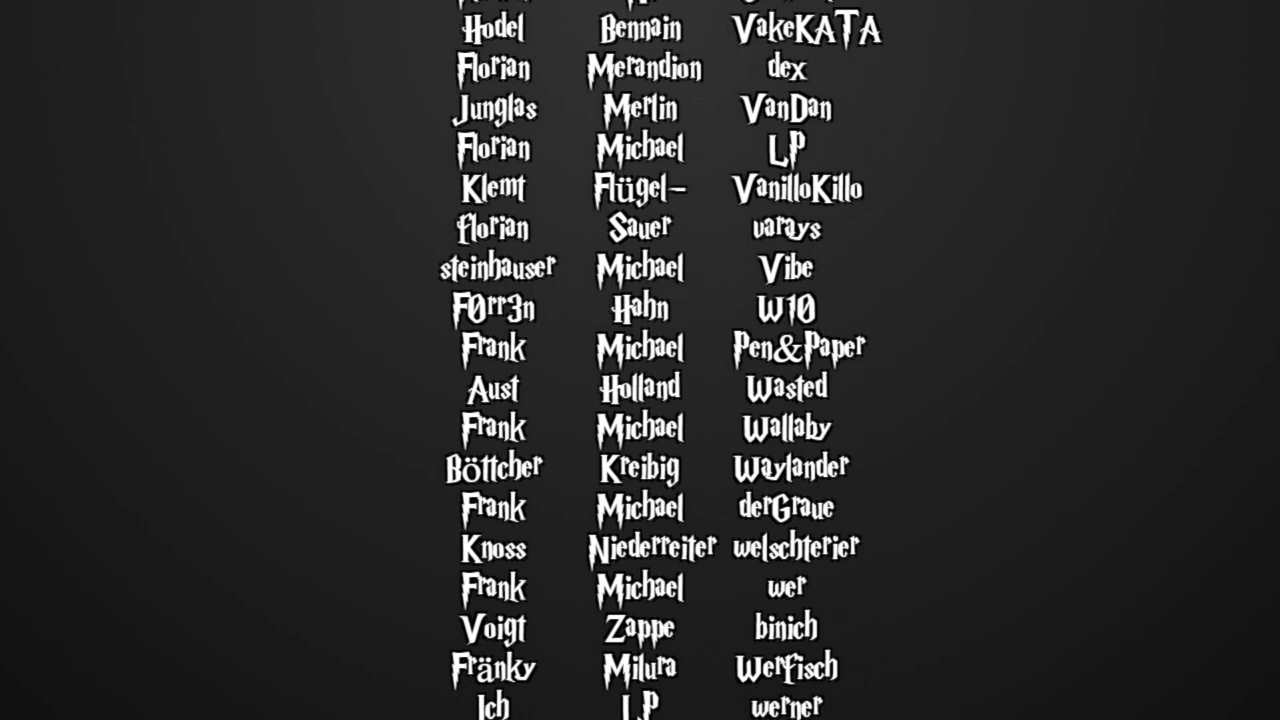 Hodel Bennain VakeKATA
Florian Merandion dex
Junglas Merlin VanDan
Florian Michael LP
Klemt Flügel- VanilloKillo
florian Sauer varays
steinhauser Michael Vibe
F0rr3n Hahn W10
Frank Michael Pen&Paper
Aust Holland Wasted
Frank Michael Wallaby
Böttcher Kreibig Waylander
Frank Michael derGraue
Knoss Niederreiter welschterier
Frank Michael wer
Voigt Zappe binich
Fränky Milura Werfisch
Ich LP werner